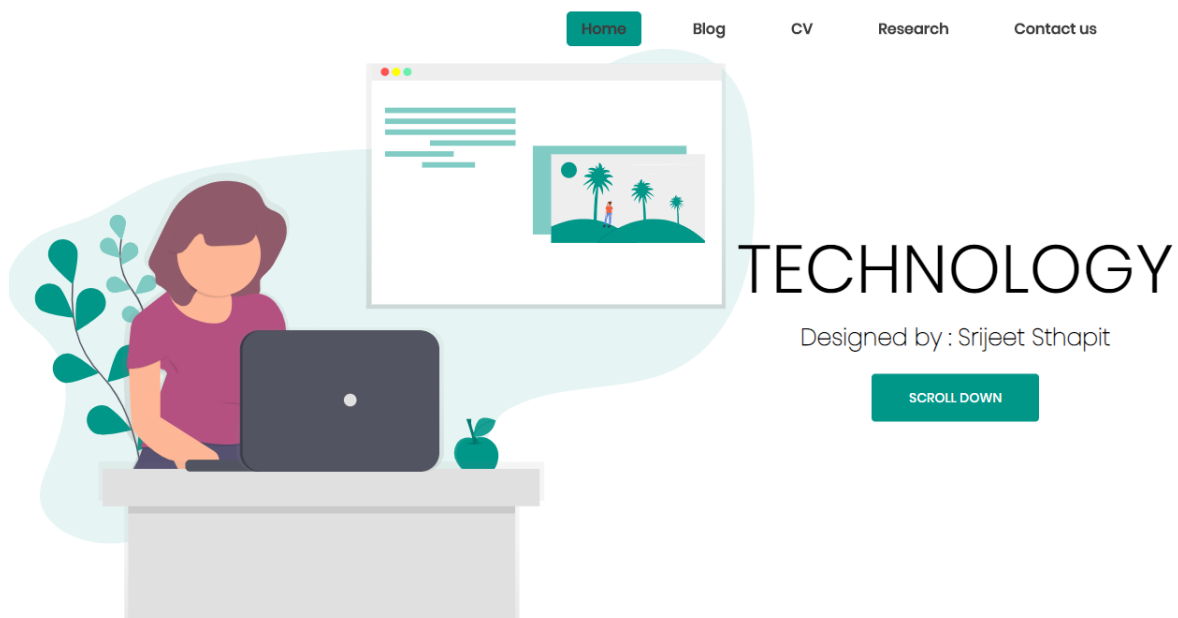 Home Blog CV Research Contact us
TECHNOLOGY
Designed by : Srijeet Sthapit
SCROLL DOWN